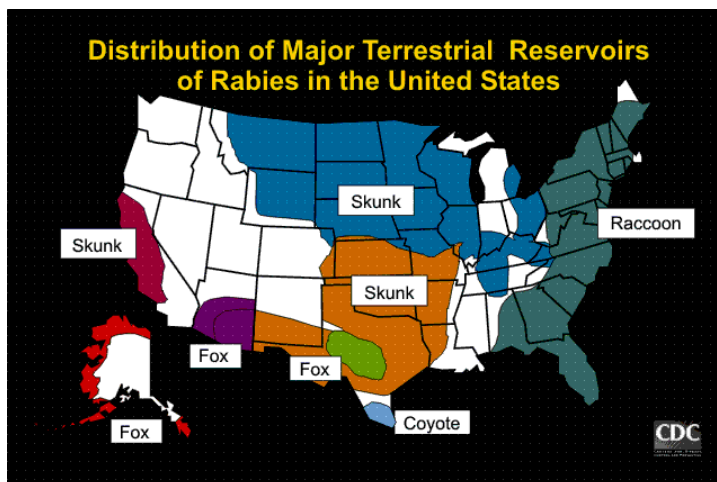 Distribution of Major Terrestrial Reservoirs
of Rabies in the United States
Skunk
Raccoon
Skunk
Skunk
Fox
Fox
Coyote
Fox
CDC